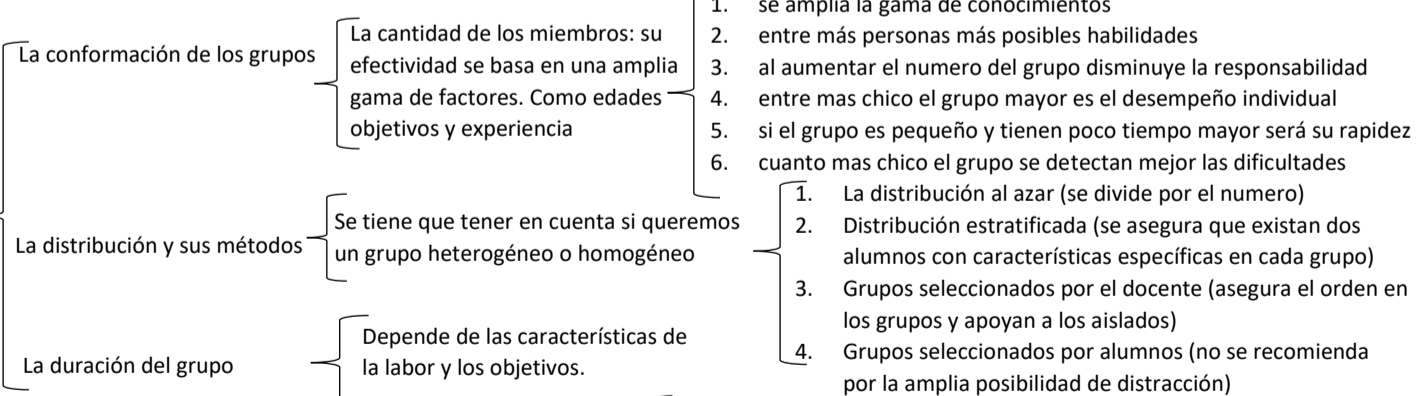 La conformación de los grupos
La cantidad de los miembros: su
efectividad se basa en una amplia
gama de factores. Como edades
objetivos y experiencia
1. se amplia la gama de conocimientos
2. entre más personas más posibles habilidades
3. al aumentar el numero del grupo disminuye la responsabilidad
4. entre mas chico el grupo mayor es el desempeño individual
5. si el grupo es pequeño y tienen poco tiempo mayor será su rapidez
6. cuanto mas chico el grupo se detectan mejor las dificultades
La distribución y sus métodos
Se tiene que tener en cuenta si queremos
un grupo heterogéneo o homogéneo
1. La distribución al azar (se divide por el numero)
2. Distribución estratificada (se asegura que existan dos
alumnos con características específicas en cada grupo)
3. Grupos seleccionados por el docente (asegura el orden en
los grupos y apoyan a los aislados)
4. Grupos seleccionados por alumnos (no se recomienda
por la amplia posibilidad de distracción)
La duración del grupo
Depende de las características de
la labor y los objetivos.